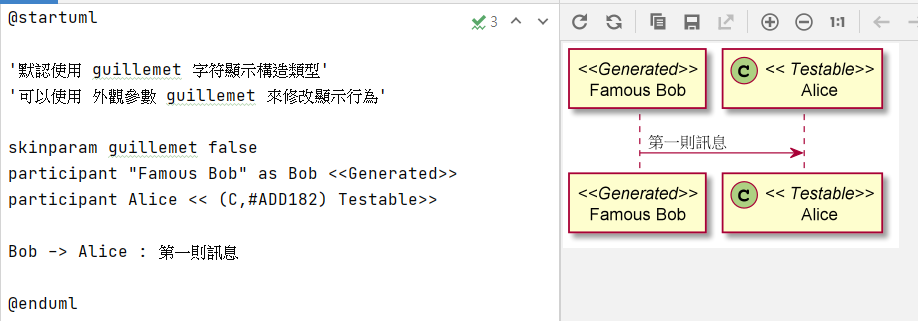 @startuml
3
'默認使用 guillemet 字符顯示構造類型'
'可以使用 外觀參數 guillemet 來修改顯示行為'
skinparam guillemet false
participant "Famous Bob" as Bob <<Generated>>
participant Alice << (C,#ADD182) Testable>>
Bob -> Alice : 第一則訊息
@enduml
1:1
<<Generated>>
Famous Bob
C << Testable>>
Alice
第一則訊息
<<Generated>>
Famous Bob
C << Testable>>
Alice